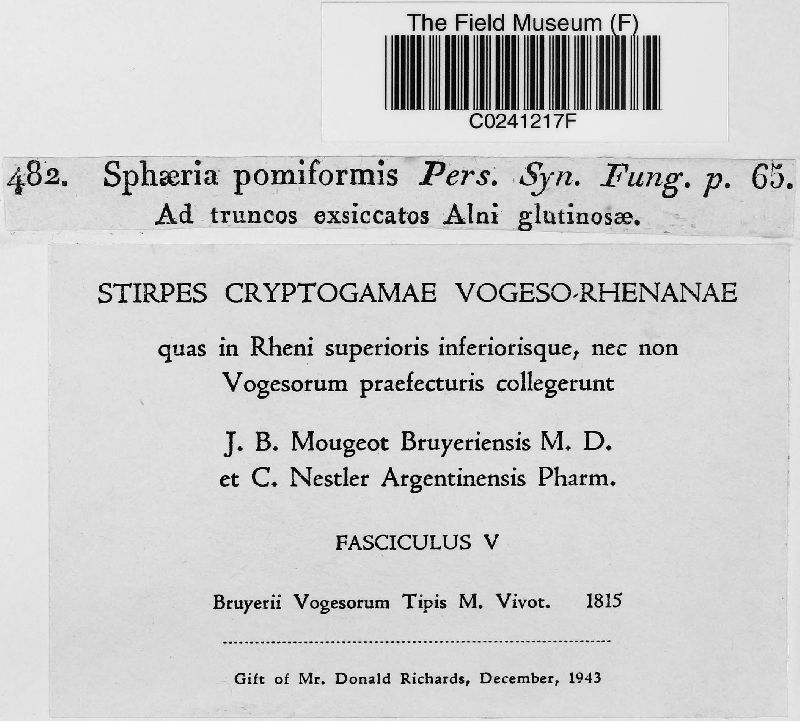 The Field Museum (F)
C0241217F
482. Sphæria pomiformis Pers. Syn. Fung. p. 65.
Ad truncos exsiccatos Alni glutinosæ.
STIRPES CRYPTOGAMAE VOGESO-RHENANAE
quas in Rheni superioris inferiorisque, nec non
Vogesorum praefecturis collegerunt
J. B. Mougeot Bruyeriensis M. D.
et C. Nestler Argentinensis Pharm.
FASCICULUS V
Bruyerii Vogesorum Tipis M. Vivot. 1815
Gift of Mr. Donald Richards, December, 1943